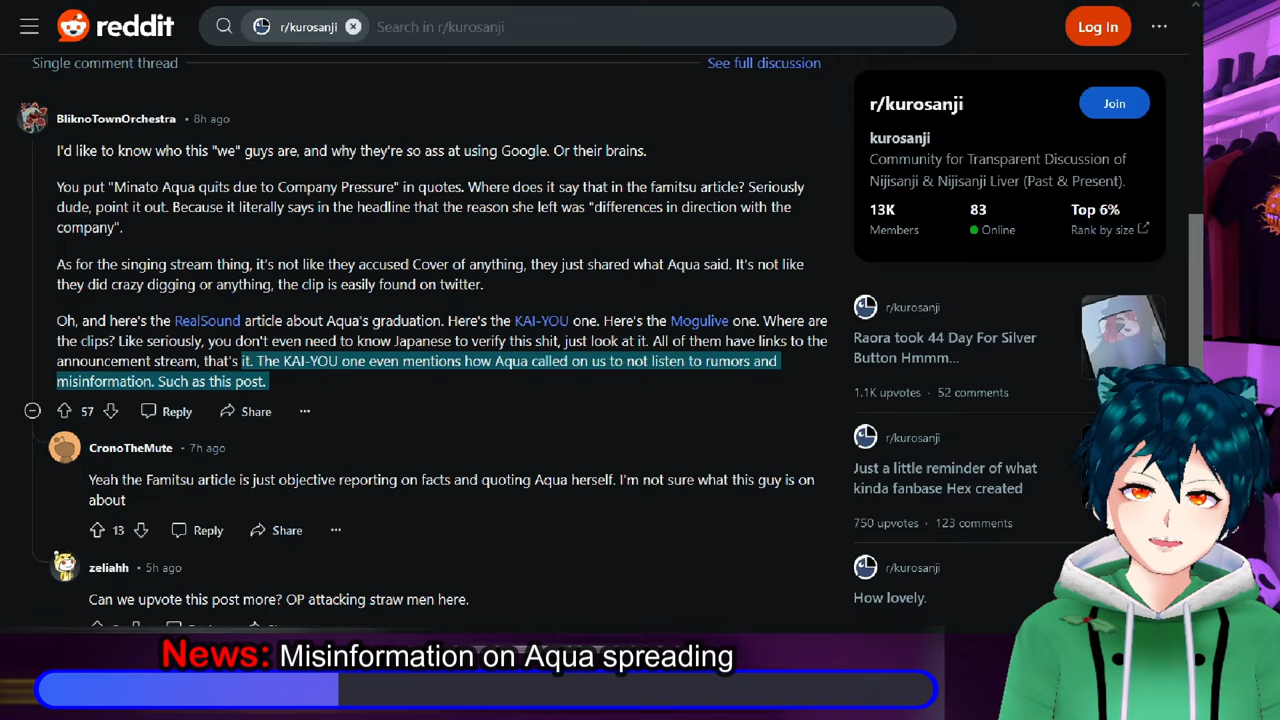 reddit
r/kurosanji
Search in r/kurosanji
Log In
Single comment thread
See full discussion
BliknoTownOrchestra • 8h ago
I'd like to know who this "we" guys are, and why they're so ass at using Google. Or their brains.
You put "Minato Aqua quits due to Company Pressure" in quotes. Where does it say that in the famitsu article? Seriously
dude, point it out. Because it literally says in the headline that the reason she left was "differences in direction with the
company".
As for the singing stream thing, it's not like they accused Cover of anything, they just shared what Aqua said. It's not like
they did crazy digging or anything, the clip is easily found on twitter.
Oh, and here's the RealSound article about Aqua's graduation. Here's the KAI-YOU one. Here's the Mogulive one. Where are
the clips? Like seriously, you don't even need to know Japanese to verify this shit, just look at it. All of them have links to the
announcement stream, that's it. The KAI-YOU one even mentions how Aqua called on us to not listen to rumors and
misinformation. Such as this post.
57
Reply
Share
CronoTheMute • 7h ago
Yeah the Famitsu article is just objective reporting on facts and quoting Aqua herself. I'm not sure what this guy is on
about
13
Reply
Share
zeliahh • 5h ago
Can we upvote this post more? OP attacking straw men here.
r/kurosanji
Join
kurosanji
Community for Transparent Discussion of
Nijisanji & Nijisanji Liver (Past & Present).
13K
83
Top 6%
Members
Online
Rank by size
r/kurosanji
Raora took 44 Day For Silver
Button Hmmm...
1.1K upvotes • 52 comments
r/kurosanji
Just a little reminder of what
kinda fanbase Hex created
750 upvotes • 123 comments
r/kurosanji
How lovely.
News: Misinformation on Aqua spreading